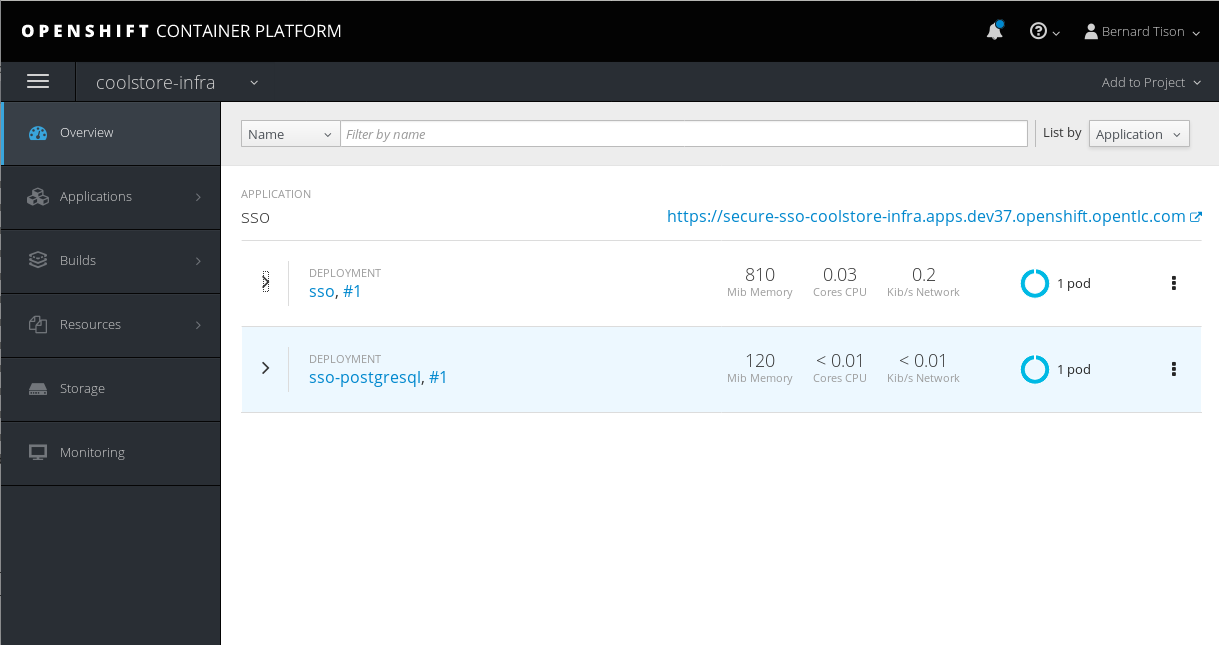 OPENSHIFT CONTAINER PLATFORM
Bernard Tison
coolstore-infra
Add to Project
Overview
Applications
Builds
Resources
Storage
Monitoring
Name
Filter by name
List by
Application
APPLICATION
SSO
https://secure-sso-coolstore-infra.apps.dev37.openshift.opentlc.com
DEPLOYMENT
sso, #1
810
Mib Memory
0.03
Cores CPU
0.2
Kib/s Network
1 pod
DEPLOYMENT
sso-postgresql, #1
120
Mib Memory
< 0.01
Cores CPU
< 0.01
Kib/s Network
1 pod